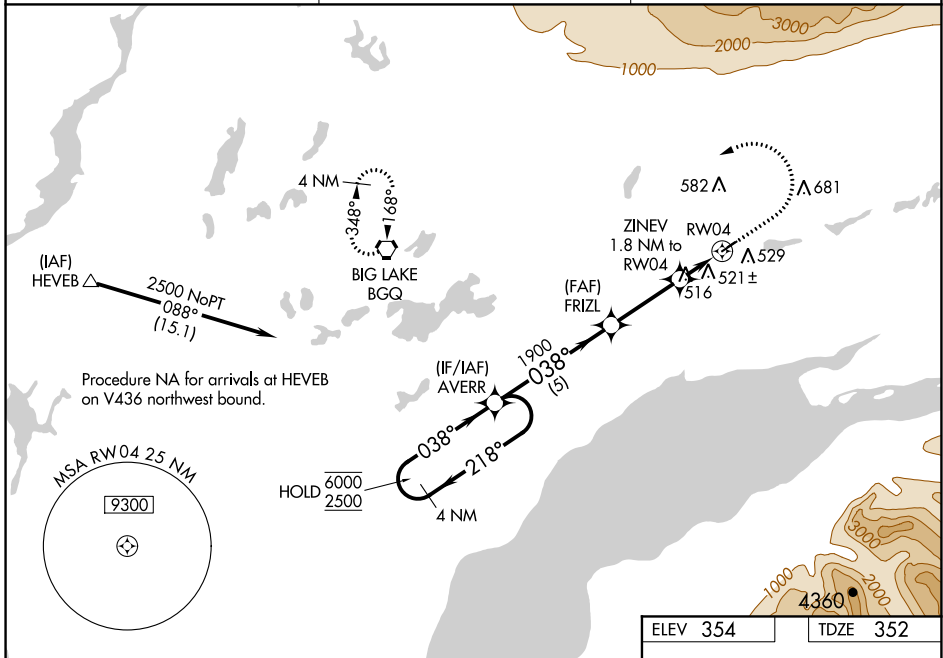 3000
2000
1000
4 NM
348°
168°
BIG LAKE
BGQ
582
681
ZINEV
1.8 NM to
RW04
RW04
529
521±
516
(IAF)
HEVEB
2500 NoPT
088°
(15.1)
(FAF)
FRIZL
1900
038°
(5)
(IF/IAF)
AVERR
Procedure NA for arrivals at HEVEB
on V436 northwest bound.
038°
218°
HOLD 6000
2500
4 NM
MSA RW04 25 NM
9300
3000
2000
1000
4360
ELEV 354
TDZE 352